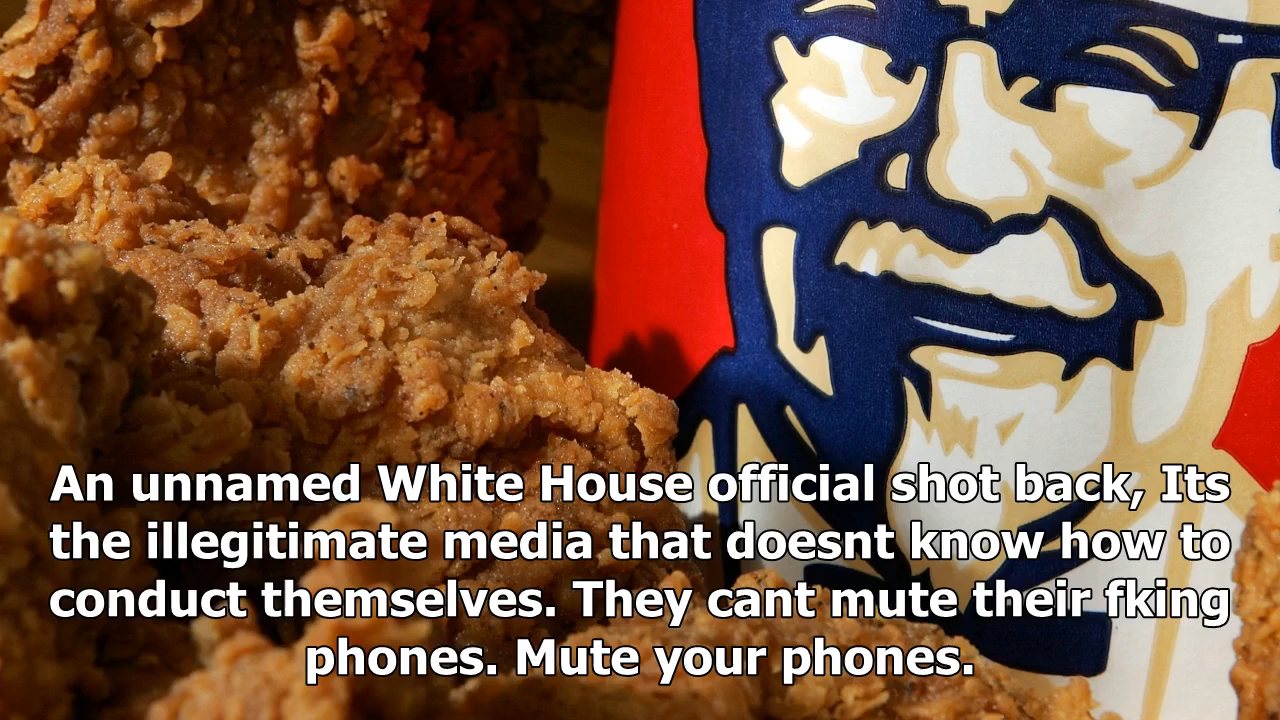 An unnamed White House official shot back, Its
the illegitimate media that doesnt know how to
conduct themselves. They cant mute their fking
phones. Mute your phones.